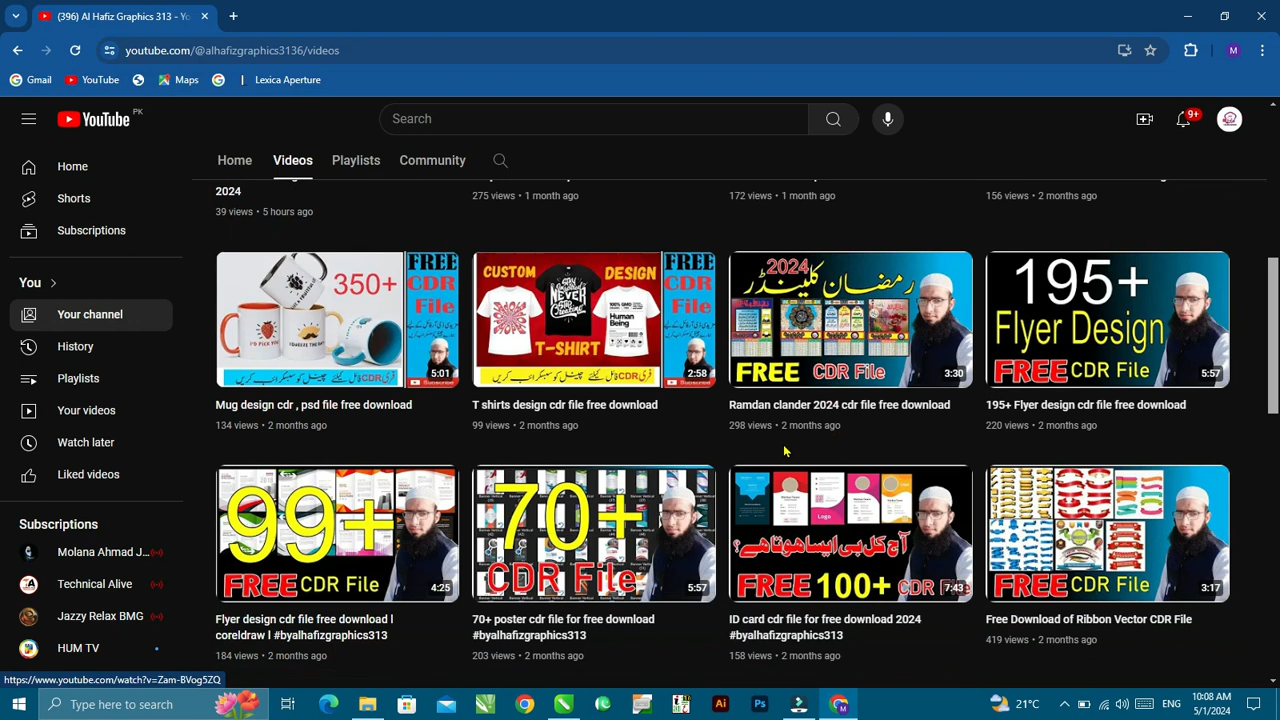 (396) Al Hafiz Graphics 313 - Yo
youtube.com/@alhafizgraphics3136/videos
M
Gmail
YouTube
Maps
Lexica Aperture
YouTube PK
Search
9+
Home
Shorts
Subscriptions
You
Your channel
History
Playlists
Your videos
Watch later
Liked videos
Subscriptions
Molana Ahmad J...
Technical Alive
Jazzy Relax BMG
HUM TV
Home
Videos
Playlists
Community
2024
39 views • 5 hours ago
275 views • 1 month ago
172 views • 1 month ago
156 views • 2 months ago
350+
FREE
CDR
File
5:01
Mug design cdr , psd file free download
134 views • 2 months ago
CUSTOM
DESIGN
T-SHIRT
FREE
CDR
File
2:58
T shirts design cdr file free download
99 views • 2 months ago
2024
رمضان کلینڈر
FREE CDR File
3:30
Ramdan clander 2024 cdr file free download
298 views • 2 months ago
195+
Flyer Design
FREE CDR File
5:57
195+ Flyer design cdr file free download
220 views • 2 months ago
99+
FREE CDR File
4:25
Flyer design cdr file free download l
coreldraw l #byalhafizgraphics313
184 views • 2 months ago
70+
CDR File
5:57
70+ poster cdr file for free download
#byalhafizgraphics313
203 views • 2 months ago
آج کل ہی ایسا ہوتا ہے؟
FREE 100+ CDR File
7:43
ID card cdr file for free download 2024
#byalhafizgraphics313
158 views • 2 months ago
FREE CDR File
3:17
Free Download of Ribbon Vector CDR File
419 views • 2 months ago
https://www.youtube.com/watch?v=Zam-BVog5ZQ
Type here to search
Ai
Ps
21°C
ENG
10:08 AM
5/1/2024